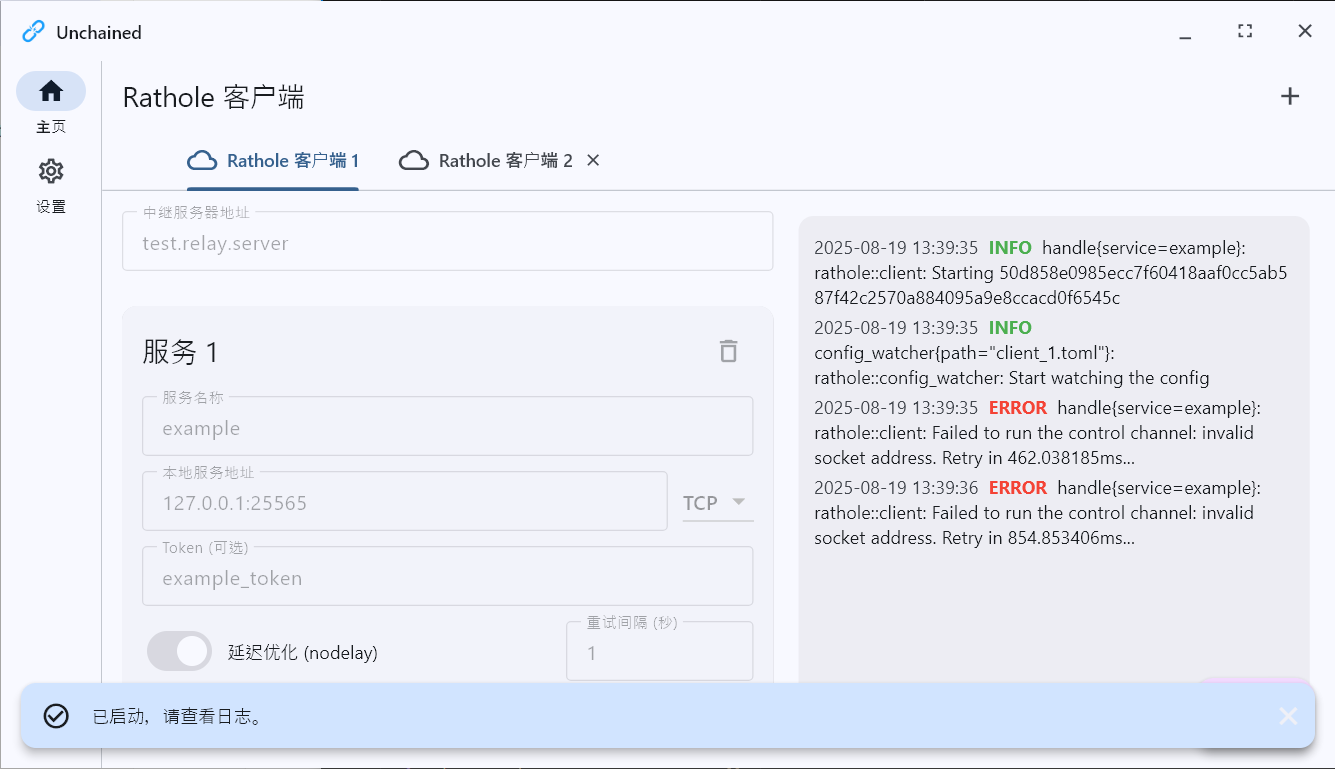 Unchained
主页
设置
Rathole 客户端
Rathole 客户端 1
Rathole 客户端 2
中继服务器地址
test.relay.server
服务 1
服务名称
example
本地服务地址
127.0.0.1:25565
TCP
Token (可选)
example_token
延迟优化 (nodelay)
重试间隔 (秒)
1
2025-08-19 13:39:35 INFO handle{service=example}:
rathole::client: Starting 50d858e0985ecc7f60418aaf0cc5ab5
87f42c2570a884095a9e8ccacd0f6545c
2025-08-19 13:39:35 INFO
config_watcher{path="client_1.toml"}:
rathole::config_watcher: Start watching the config
2025-08-19 13:39:35 ERROR handle{service=example}:
rathole::client: Failed to run the control channel: invalid
socket address. Retry in 462.038185ms...
2025-08-19 13:39:36 ERROR handle{service=example}:
rathole::client: Failed to run the control channel: invalid
socket address. Retry in 854.853406ms...
已启动，请查看日志。